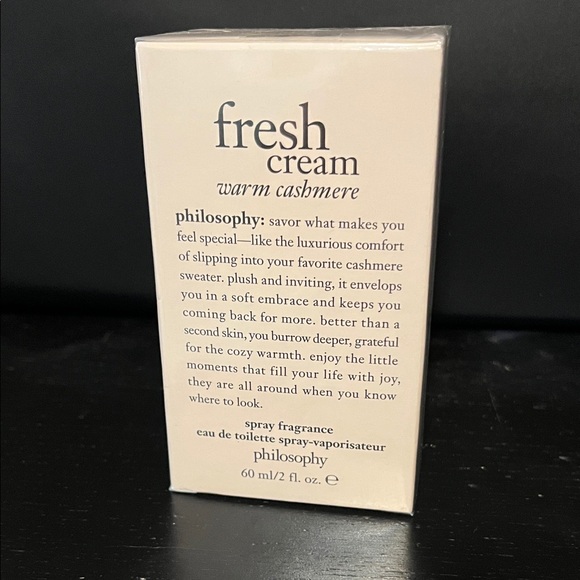 fresh
cream
warm cashmere
philosophy: savor what makes you
feel special—like the luxurious comfort
of slipping into your favorite cashmere
sweater. plush and inviting, it envelops
you in a soft embrace and keeps you
coming back for more. better than a
second skin, you burrow deeper, grateful
for the cozy warmth. enjoy the little
moments that fill your life with joy,
they are all around when you know
where to look.
spray fragrance
eau de toilette spray-vaporisateur
philosophy
60 ml/2 fl. oz. ℮